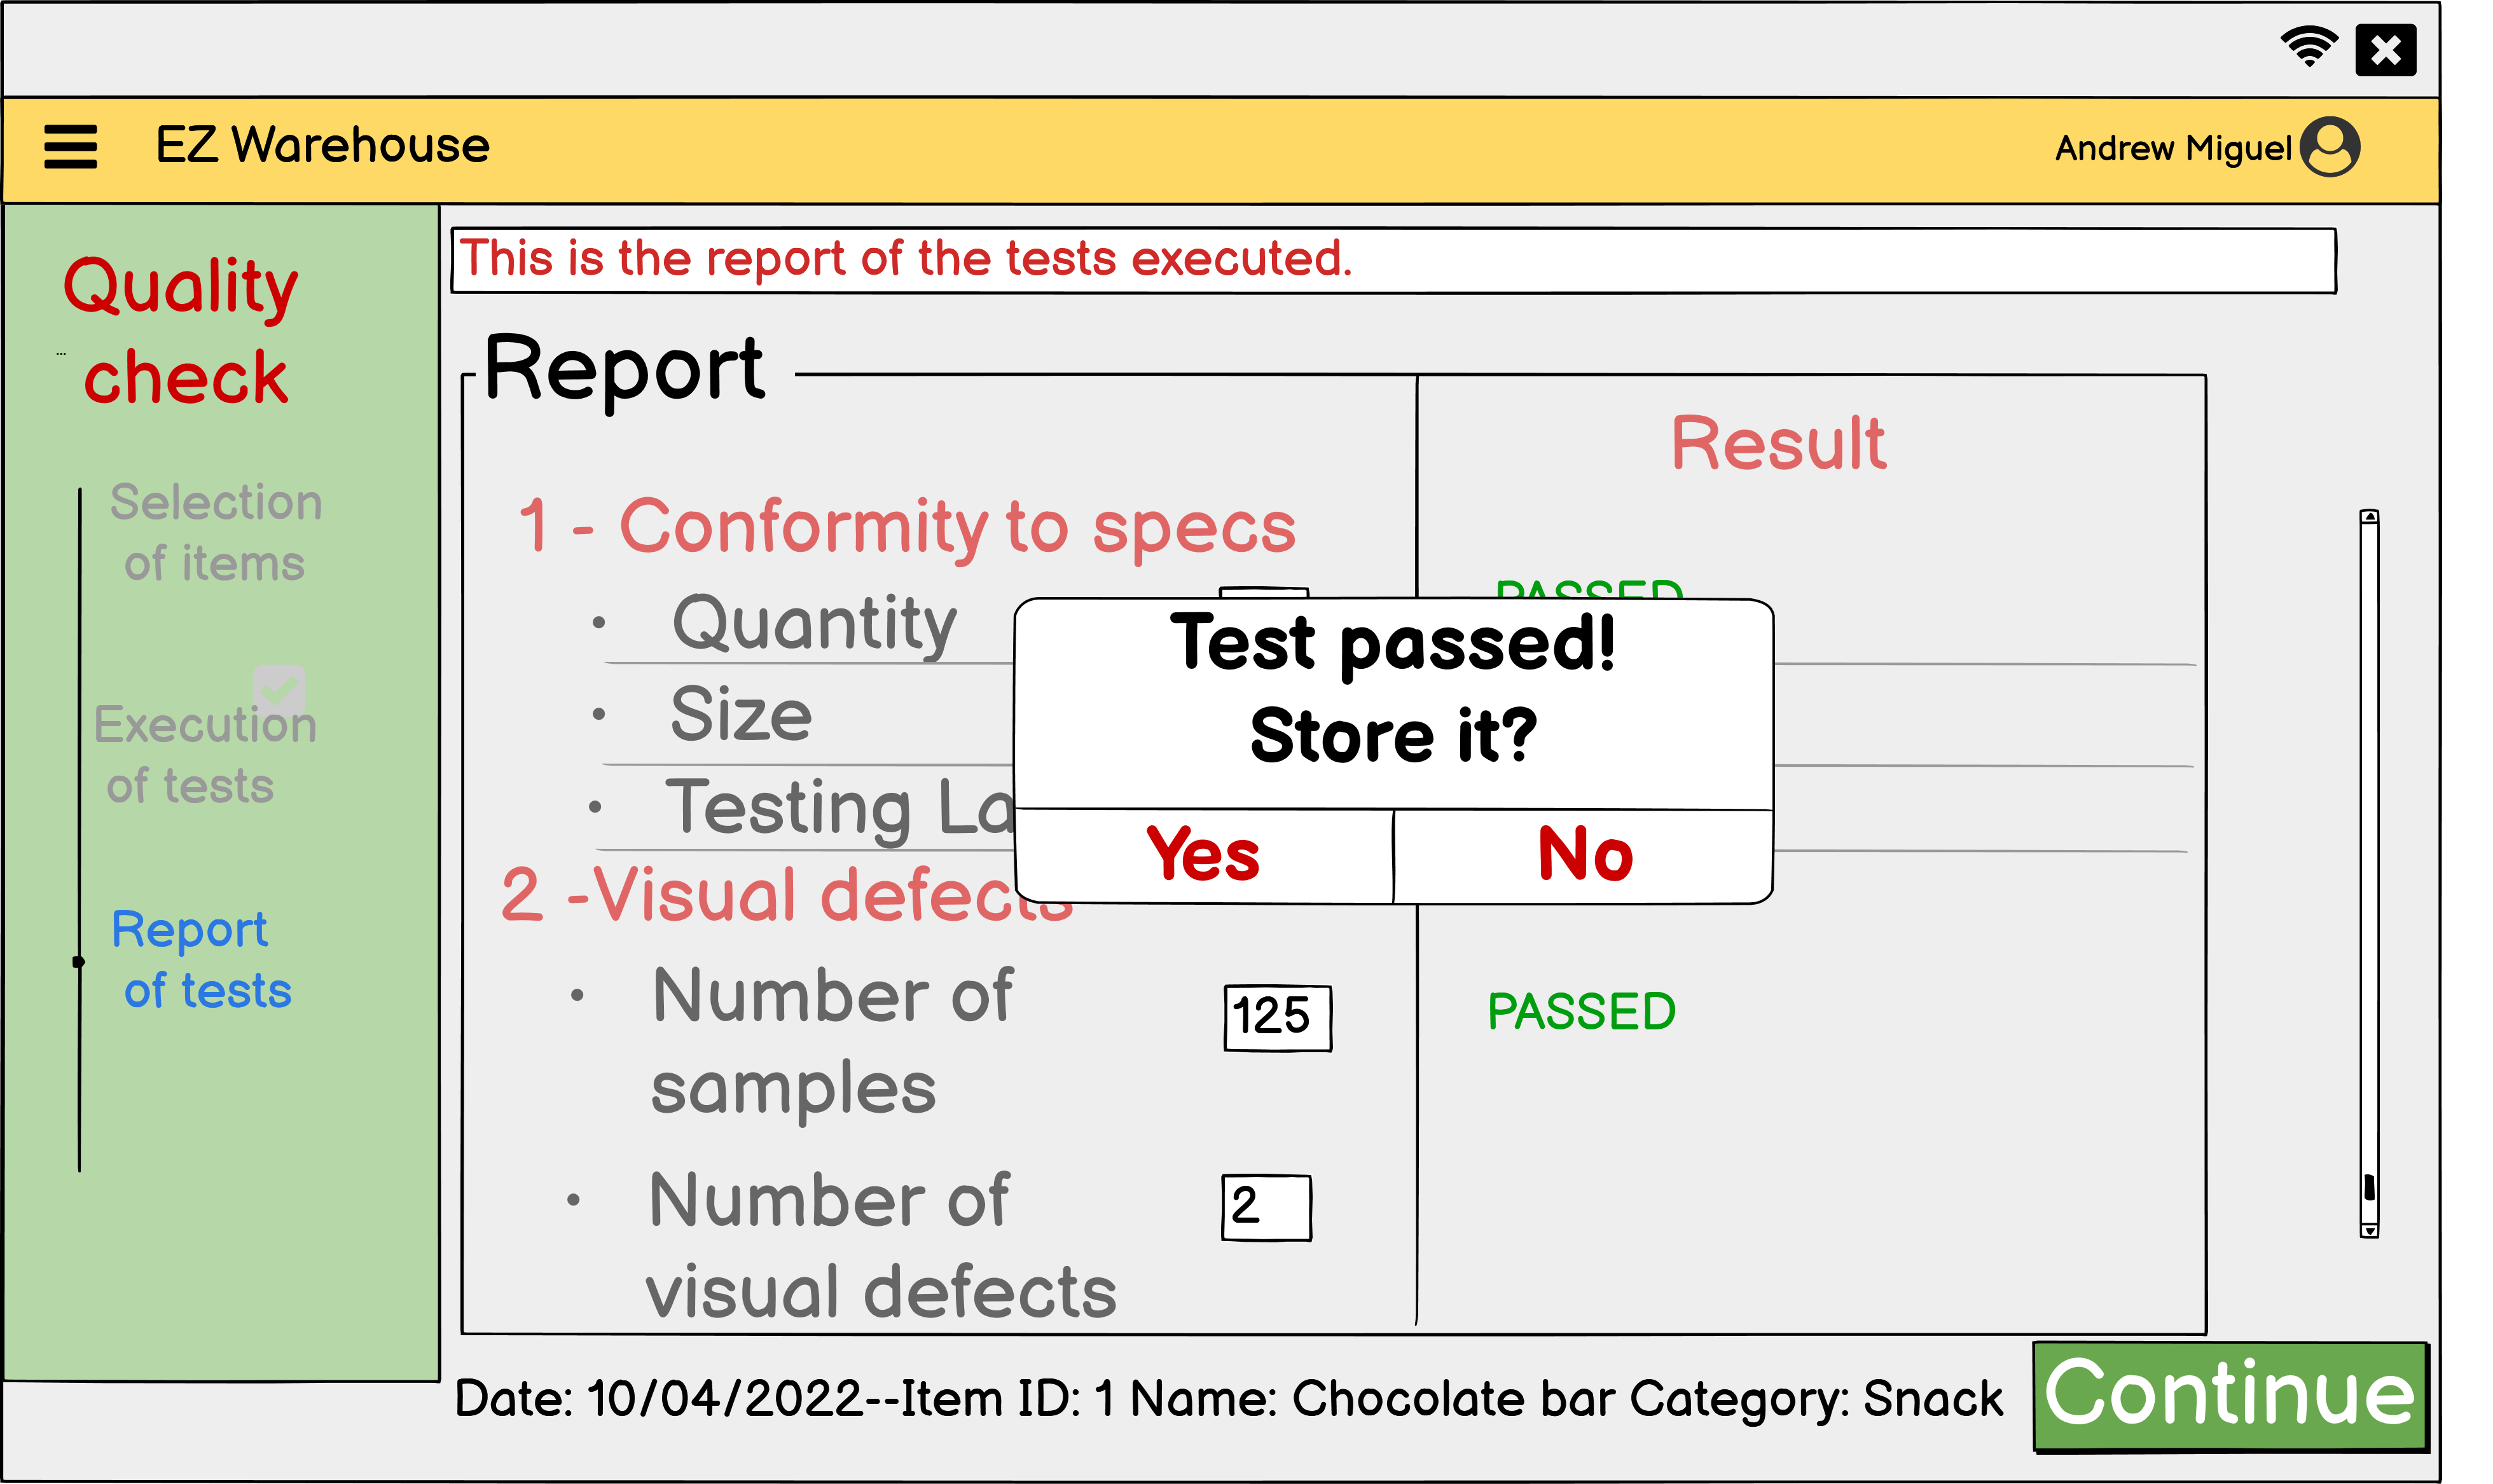 EZ Warehouse
Andrew Miguel
Quality
...
check
Selection
of items
Execution
of tests
Report
of tests
This is the report of the tests executed.
Report
Result
1 - Conformity to specs
• Quantity
PASSED
• Size
• Testing
2 -Visual defects
• Number of
samples
125
PASSED
• Number of
visual defects
2
Test passed!
Store it?
Yes
No
Date: 10/04/2022--Item ID: 1 Name: Chocolate bar Category: Snack
Continue